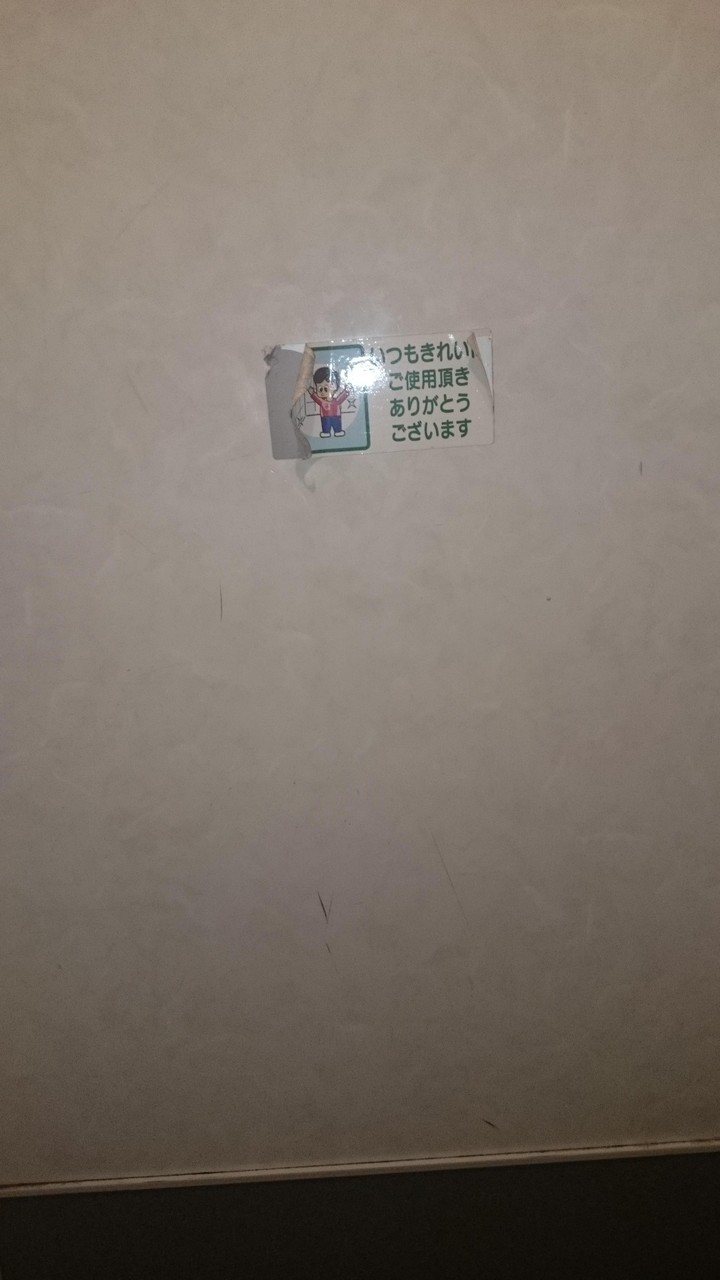 いつもきれいに
ご使用頂き
ありがとう
ございます